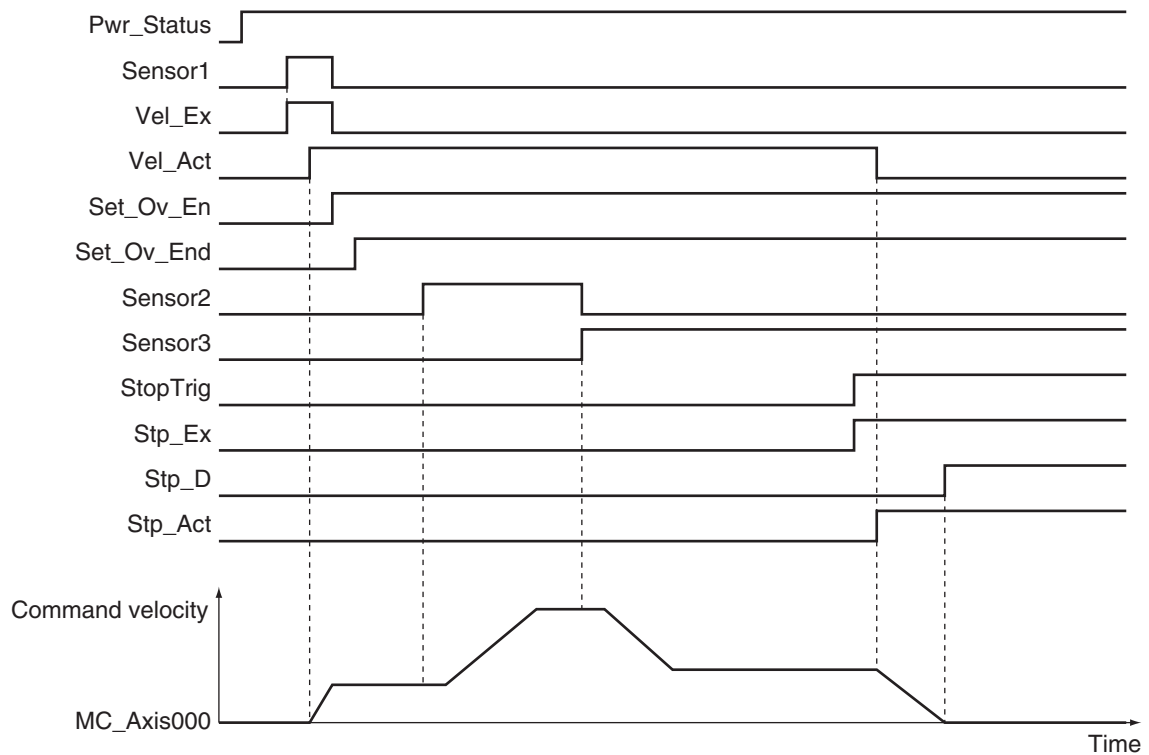 Pwr_Status
Sensor1
Vel_Ex
Vel_Act
Set_Ov_En
Set_Ov_End
Sensor2
Sensor3
StopTrig
Stp_Ex
Stp_D
Stp_Act
Command velocity
MC_Axis000
Time